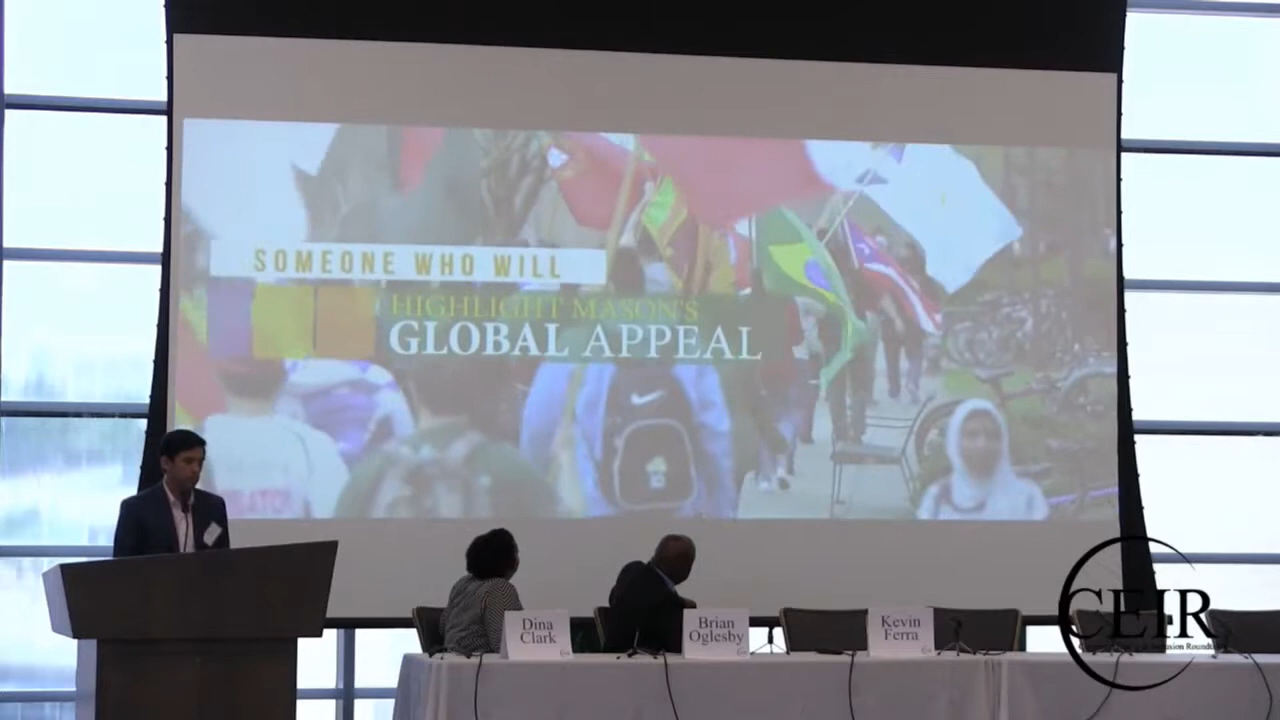 SOMEONE WHO WILL
HIGHLIGHT MASON'S
GLOBAL APPEAL
Dina
Clark
Brian
Oglesby
Kevin
Ferra
CEIR